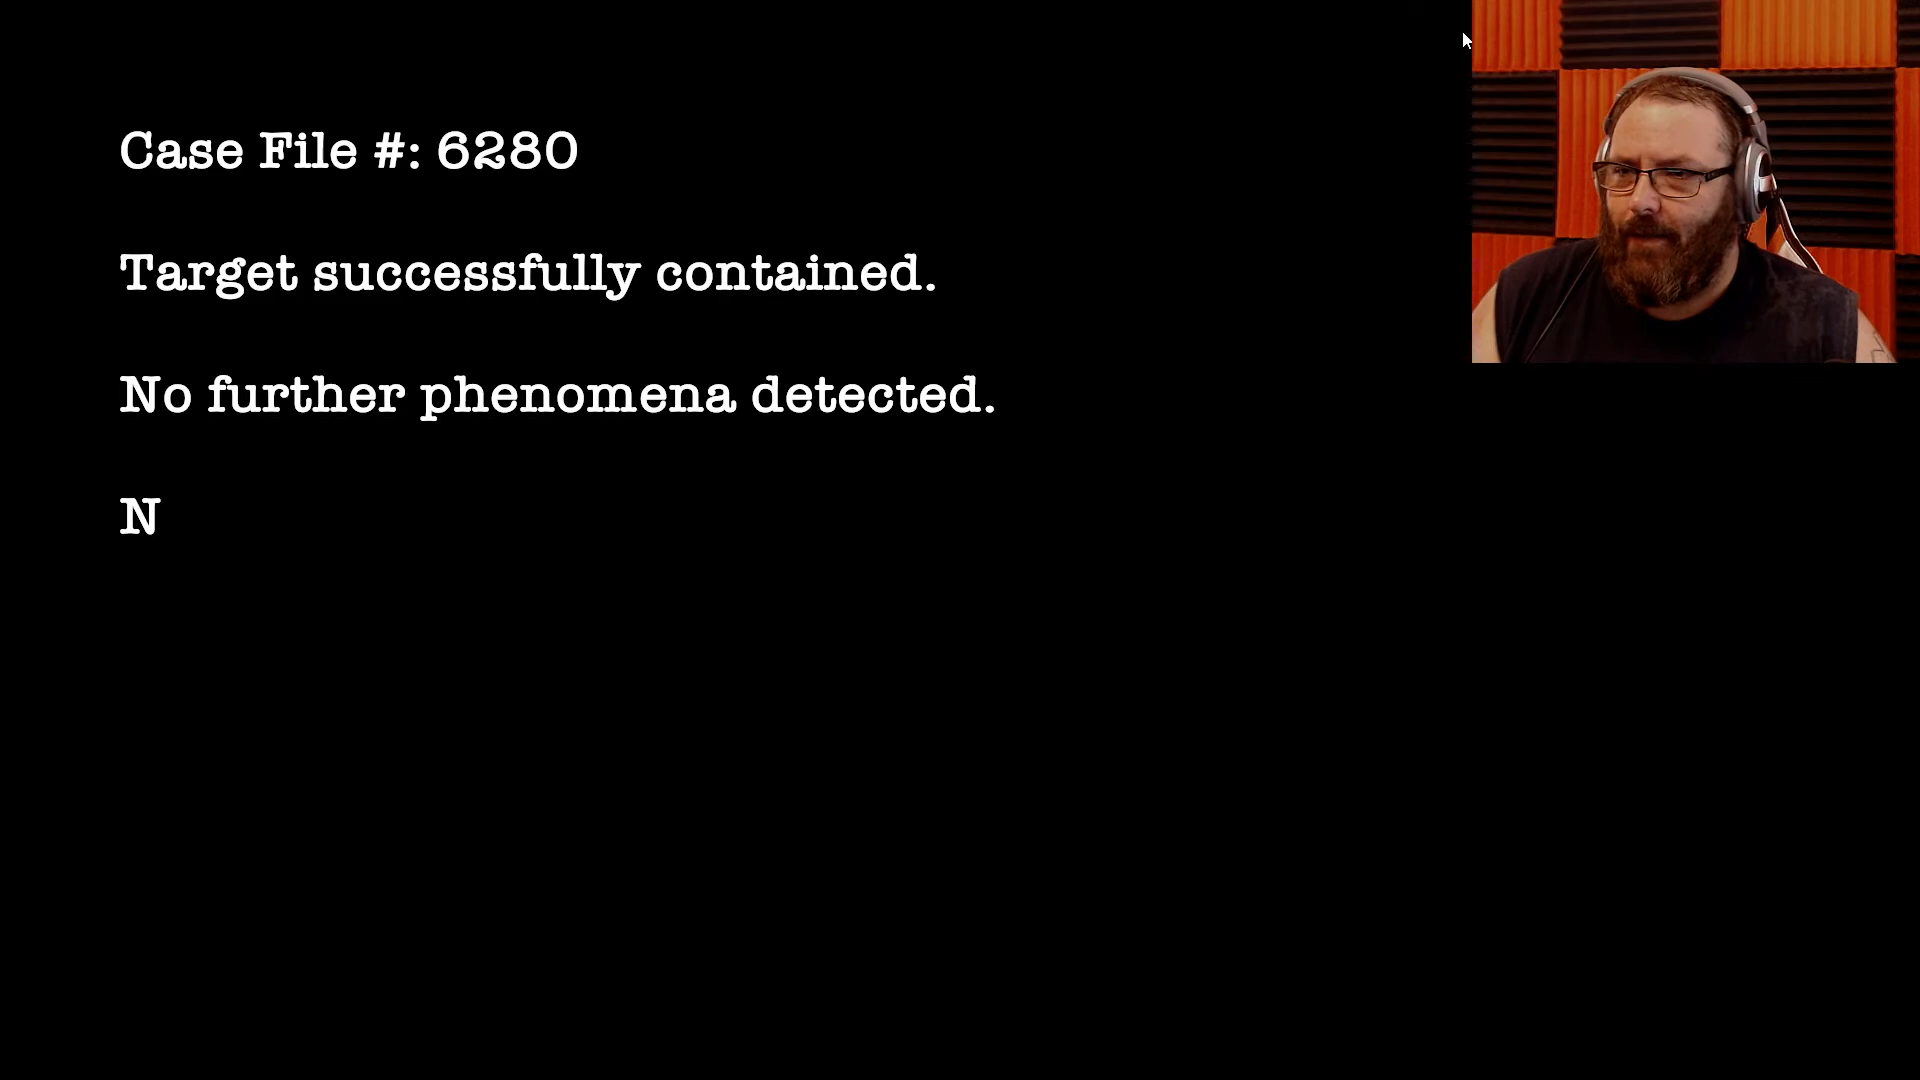 Case File #: 6280
Target successfully contained.
No further phenomena detected.
N